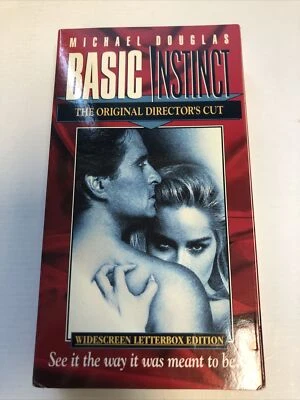 MICHAEL DOUGLAS
BASIC INSTINCT
THE ORIGINAL DIRECTOR'S CUT
WIDESCREEN LETTERBOX EDITION
See it the way it was meant to be